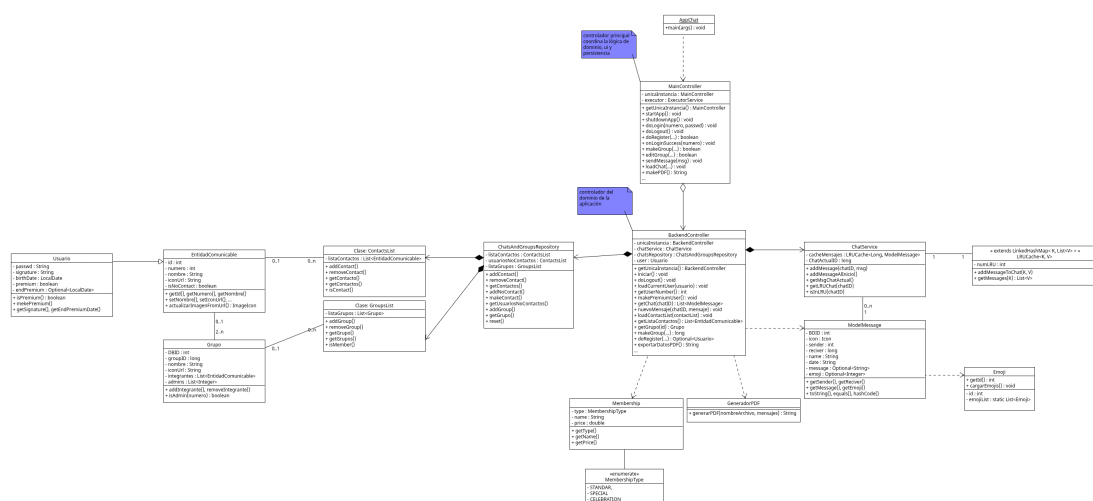 AppChat
+main(args) : void
controlador principal
coordina la lógica de
dominio, ui y
persistencia
MainController
- unicaInstancia : MainController
- executor : ExecutorService
+ getUnicaInstancia() : MainController
+ startApp() : void
+ shutdownApp() : void
+ doLogin(numero, passwd) : void
+ doLogout() : void
+ doRegister(...) : boolean
+ onLoginSuccess(numero) : void
+ makeGroup(...) : boolean
+ editGroup(...) : boolean
+ sendMessage(msg) : void
+ loadChat(...) : void
+ makePDF() : String
...
controlador del
dominio de la
aplicación
BackendController
- unicaInstancia : BackendController
- chatService : ChatService
- chatsRepository : ChatsAndGroupsRepository
- user : Usuario
+ getUnicaInstancia() : BackendController
+ iniciar() : void
+ doLogout() : void
+ loadCurrentUser(usuario) : void
+ getUserNumber() : int
+ makePremiumUser() : void
+ getChat(chatID) : List<ModelMessage>
+ nuevoMensaje(chatID, mensaje) : void
+ loadContactList(contactList) : void
+ getListaContactos() : List<EntidadComunicable>
+ getGrupo(id) : Grupo
+ makeGroup(...) : long
+ doRegister(...) : Optional<Usuario>
+ exportarDatosPDF() : String
...
Usuario
- passwd : String
- signature : String
- birthDate : LocalDate
- premium : boolean
- endPremium : Optional<LocalDate>
+ isPremium() : boolean
+ makePremium()
+ getSignature(), getEndPremiumDate()
EntidadComunicable
- id : int
- numero : int
- nombre : String
- iconUrl : String
- isNoContact : boolean
+ getId(), getNumero(), getNombre()
+ setNombre(), setIconUrl(), ...
+ actualizarImagenFromUrl() : ImageIcon
0..1
0..n
0..1
2..n
Grupo
- DBID : int
- groupID : long
- nombre : String
- iconUrl : String
- integrantes : List<EntidadComunicable>
- admins : List<Integer>
+ addIntegrante(), removeIntegrante()
+ isAdmin(numero) : boolean
0..1
0..n
Clase: ContactsList
- listaContactos : List<EntidadComunicable>
+ addContact()
+ removeContact()
+ getContacto()
+ getContactos()
+ isContact()
Clase: GroupsList
- listaGrupos : List<Grupo>
+ addGroup()
+ removeGroup()
+ getGrupo()
+ getGrupos()
+ isMember()
ChatsAndGroupsRepository
- listaContactos : ContactsList
- usuariosNoContactos : ContactsList
- listaGrupos : GroupsList
+ addContact()
+ removeContact()
+ getContactos()
+ addNoContact()
+ makeContact()
+ getUsuariosNoContactos()
+ addGroup()
+ getGrupo()
+ reset()
ChatService
- cacheMensajes : LRUCache<Long, ModelMessage>
- ChatActualID : long
+ addMessage(chatID, msg)
+ addMessageAlInicio()
+ getMsgChatActual()
+ getLRUChat(chatID)
+ isInLRU(chatID)
1
1
« extends LinkedHashMap< K, List<V> > »
LRUCache<K, V>
- numLRU : int
+ addMessageToChat(K, V)
+ getMessages(K) : List<V>
0..n
1
ModelMessage
- BDID : int
- icon : Icon
- sender : int
- reciver : long
- name : String
- date : String
- message : Optional<String>
- emoji : Optional<Integer>
+ getSender(), getReciver()
+ getMessage(), getEmoji()
+ toString(), equals(), hashCode()
Emoji
+ getId() : int
+ cargarEmojis() : void
- id : int
- emojiList : static List<Emoji>
Membership
- type : MembershipType
- name : String
- price : double
+ getType()
+ getName()
+ getPrice()
GeneradorPDF
+ generarPDF(nombreArchivo, mensajes) : String
«enumerate»
MembershipType
- STANDAR,
- SPECIAL
- CELEBRATION